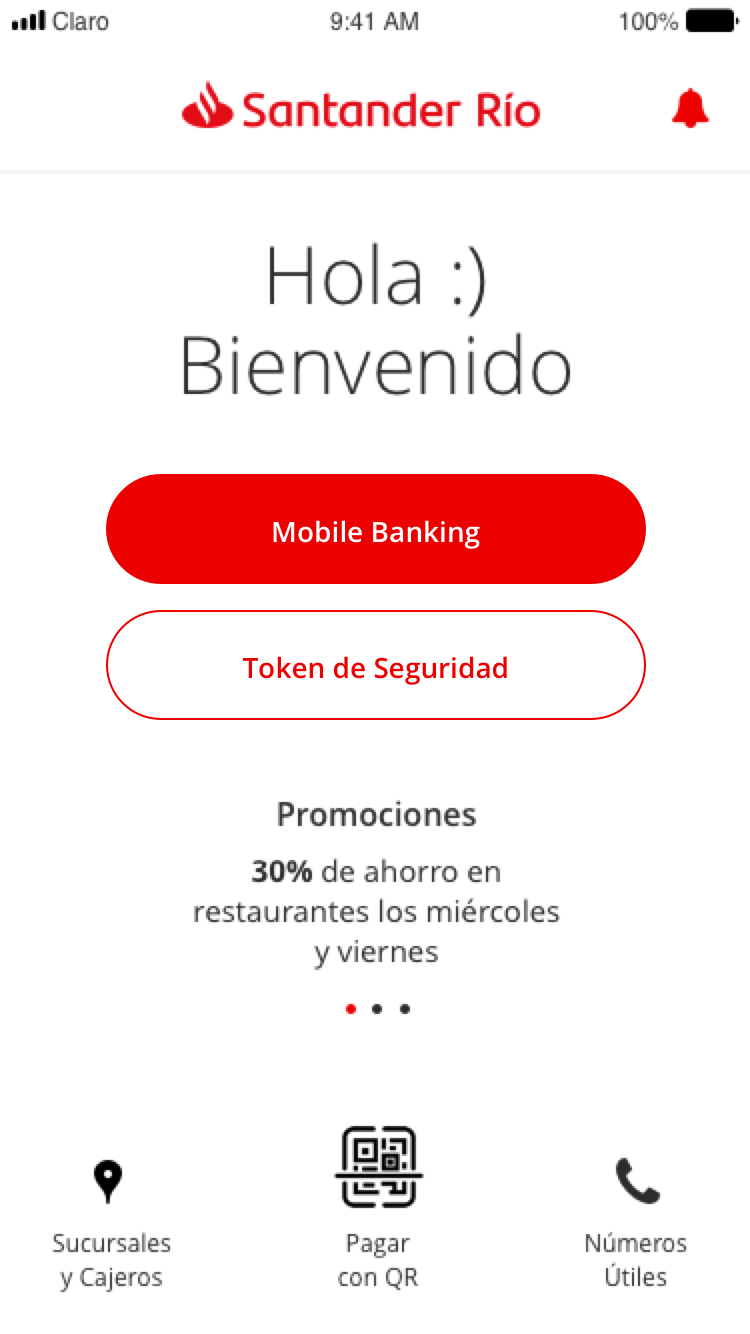 Claro 9:41 AM 100%
Santander Río
Hola :)
Bienvenido
Mobile Banking
Token de Seguridad
Promociones
30% de ahorro en
restaurantes los miércoles
y viernes
Sucursales
y Cajeros
Pagar
con QR
Números
Útiles